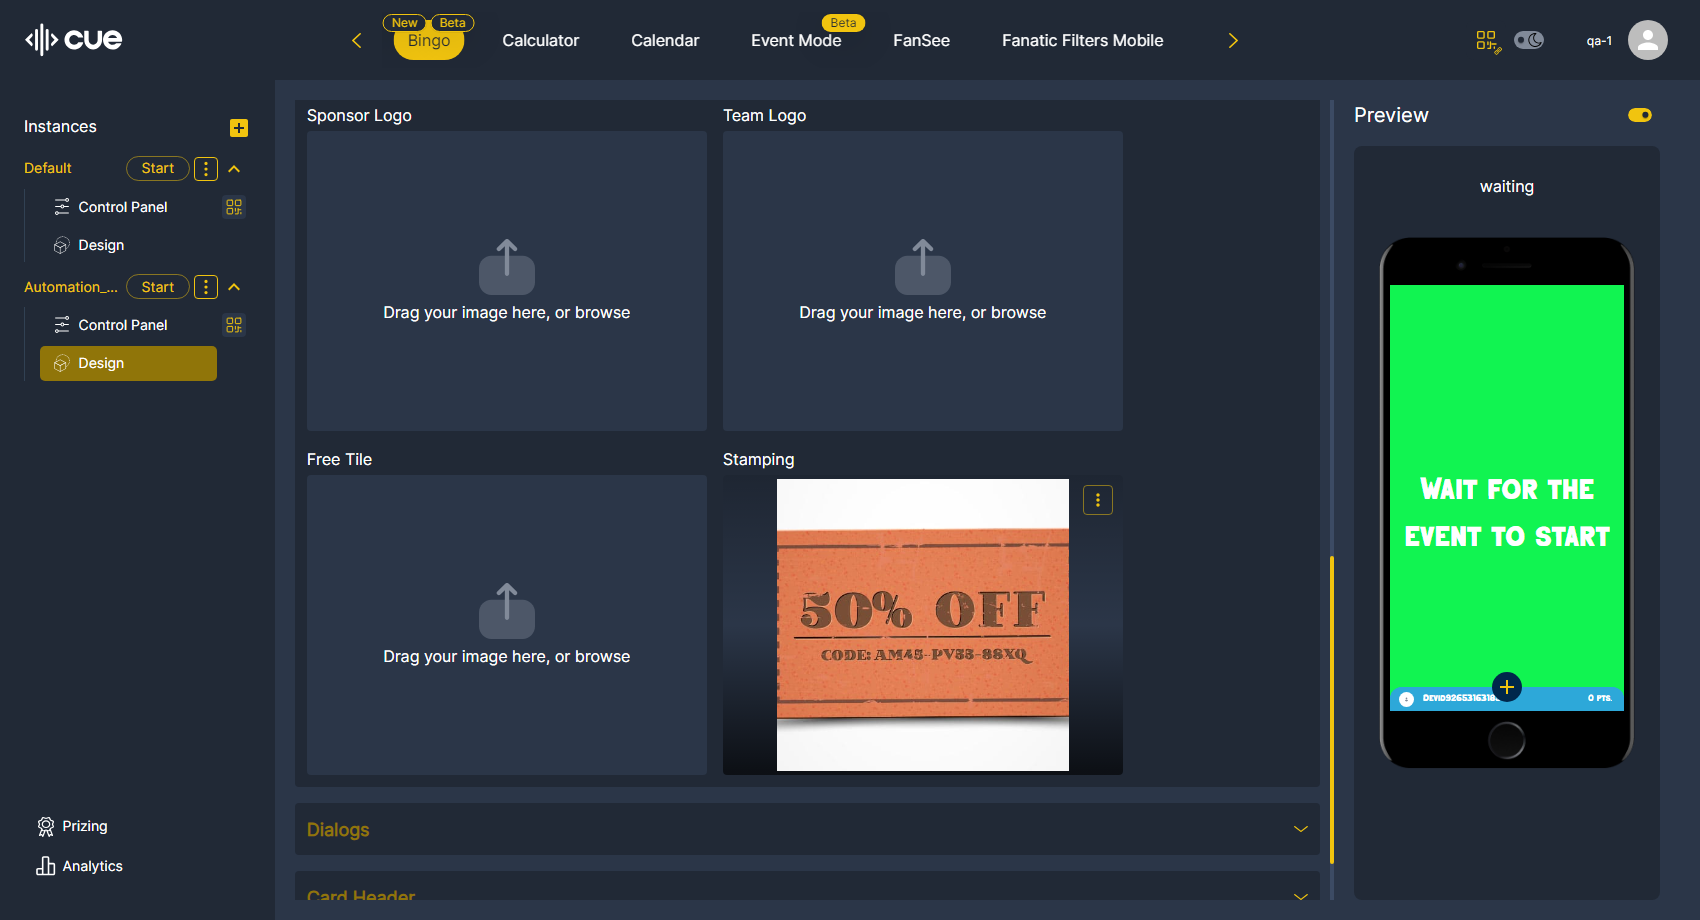 cue
New
Beta
Bingo
Calculator
Calendar
Event Mode
Beta
FanSee
Fanatic Filters Mobile
qa-1
Instances
Default
Start
Control Panel
Design
Automation_...
Start
Control Panel
Design
Prizing
Analytics
Sponsor Logo
Drag your image here, or browse
Team Logo
Drag your image here, or browse
Free Tile
Drag your image here, or browse
Stamping
50% OFF
CODE: AM45-PV53-88XQ
Dialogs
Card Header
Preview
waiting
Wait for the
event to start
0 pts.